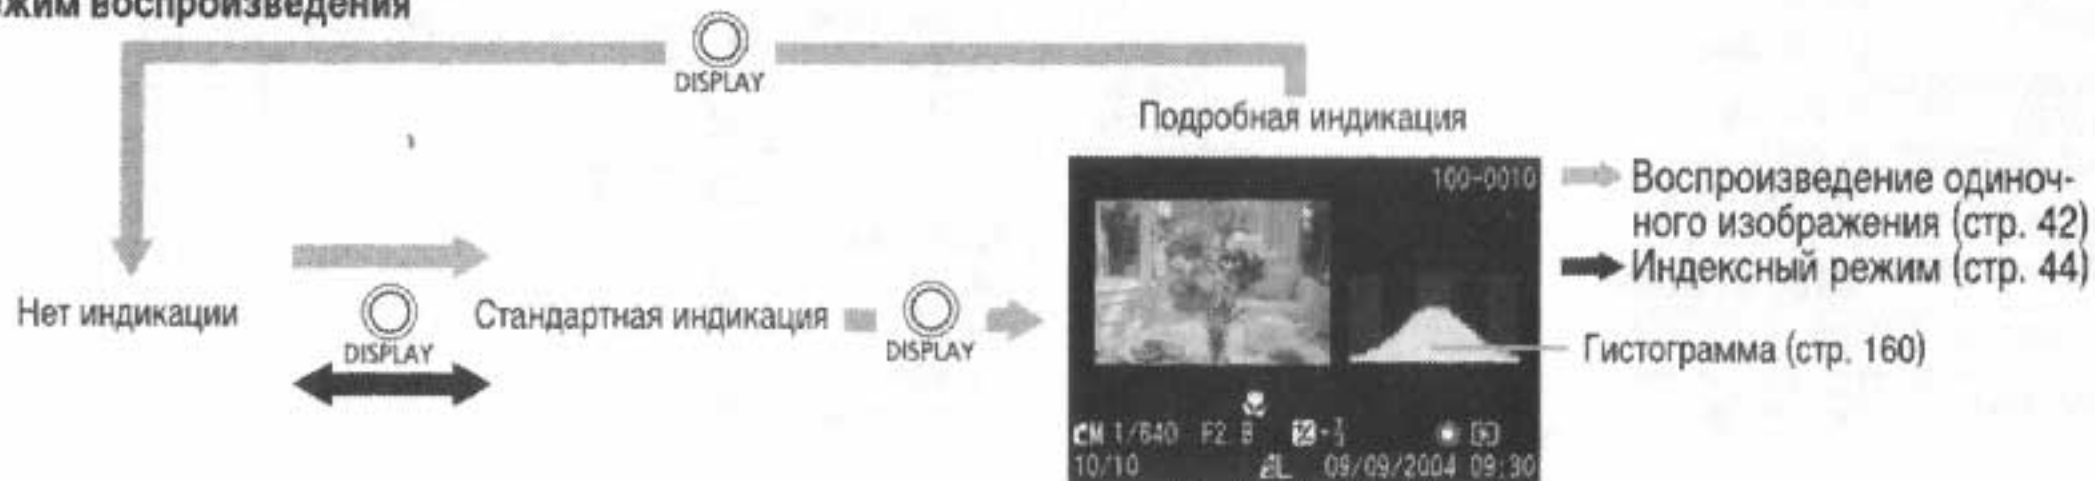 жим воспроизведения
DISPLAY
Подробная индикация
100-0010
Воспроизведение одиноч-
ного изображения (стр. 42)
Индексный режим (стр. 44)
Нет индикации
DISPLAY
Стандартная индикация
DISPLAY
Гистограмма (стр. 160)
1/640 F2.8
10/10 L 09/09/2004 09:30